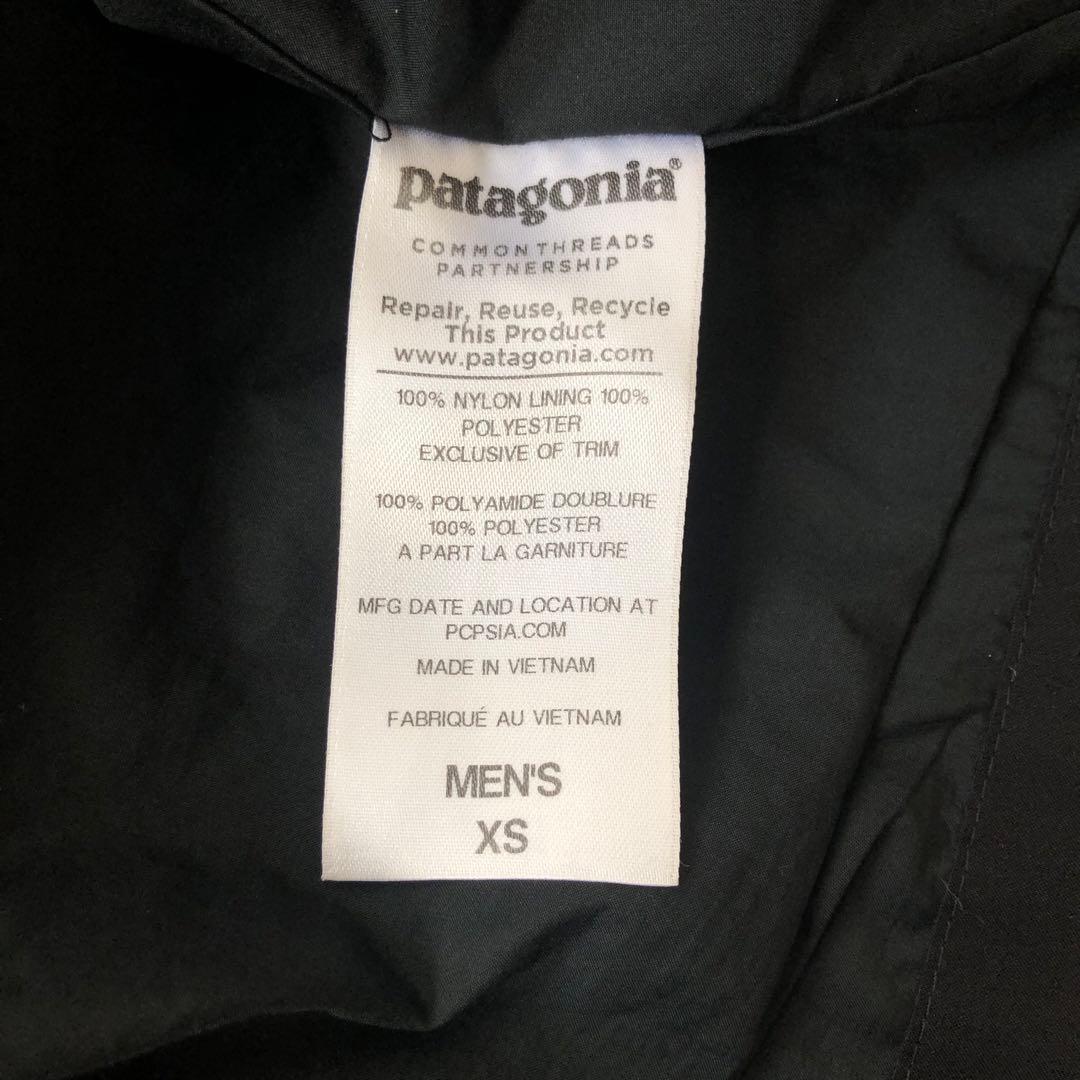 patagonia®
COMMON THREADS
PARTNERSHIP
Repair, Reuse, Recycle
This Product
www.patagonia.com
100% NYLON LINING 100%
POLYESTER
EXCLUSIVE OF TRIM
100% POLYAMIDE DOUBLURE
100% POLYESTER
A PART LA GARNITURE
MFG DATE AND LOCATION AT
PCPSIA.COM
MADE IN VIETNAM
FABRIQUÉ AU VIETNAM
MEN'S
XS